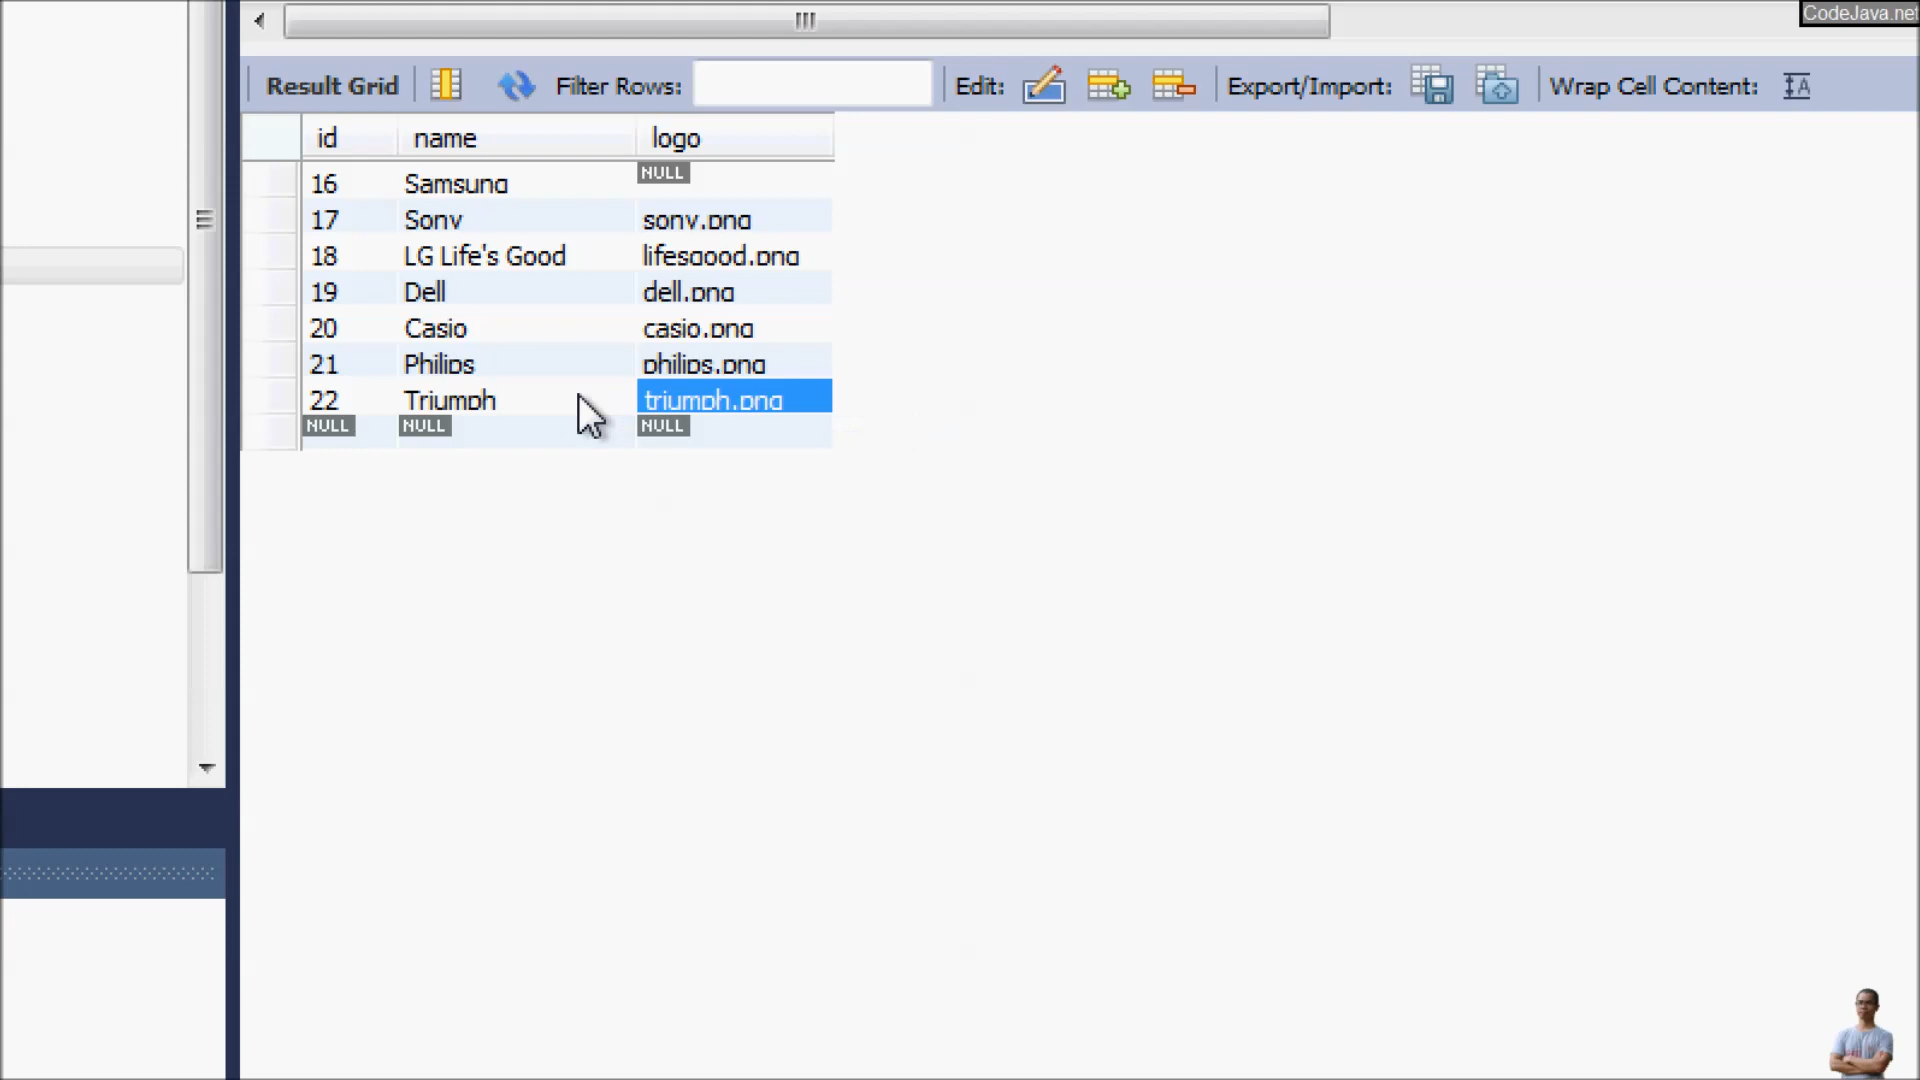 CodeJava.net
Result Grid Filter Rows: Edit: Export/Import: Wrap Cell Content: IA
id name logo
16 Samsung NULL
17 Sony sony.png
18 LG Life's Good lifesgood.png
19 Dell dell.png
20 Casio casio.png
21 Philips philips.png
22 Triumph triumph.png
NULL NULL NULL